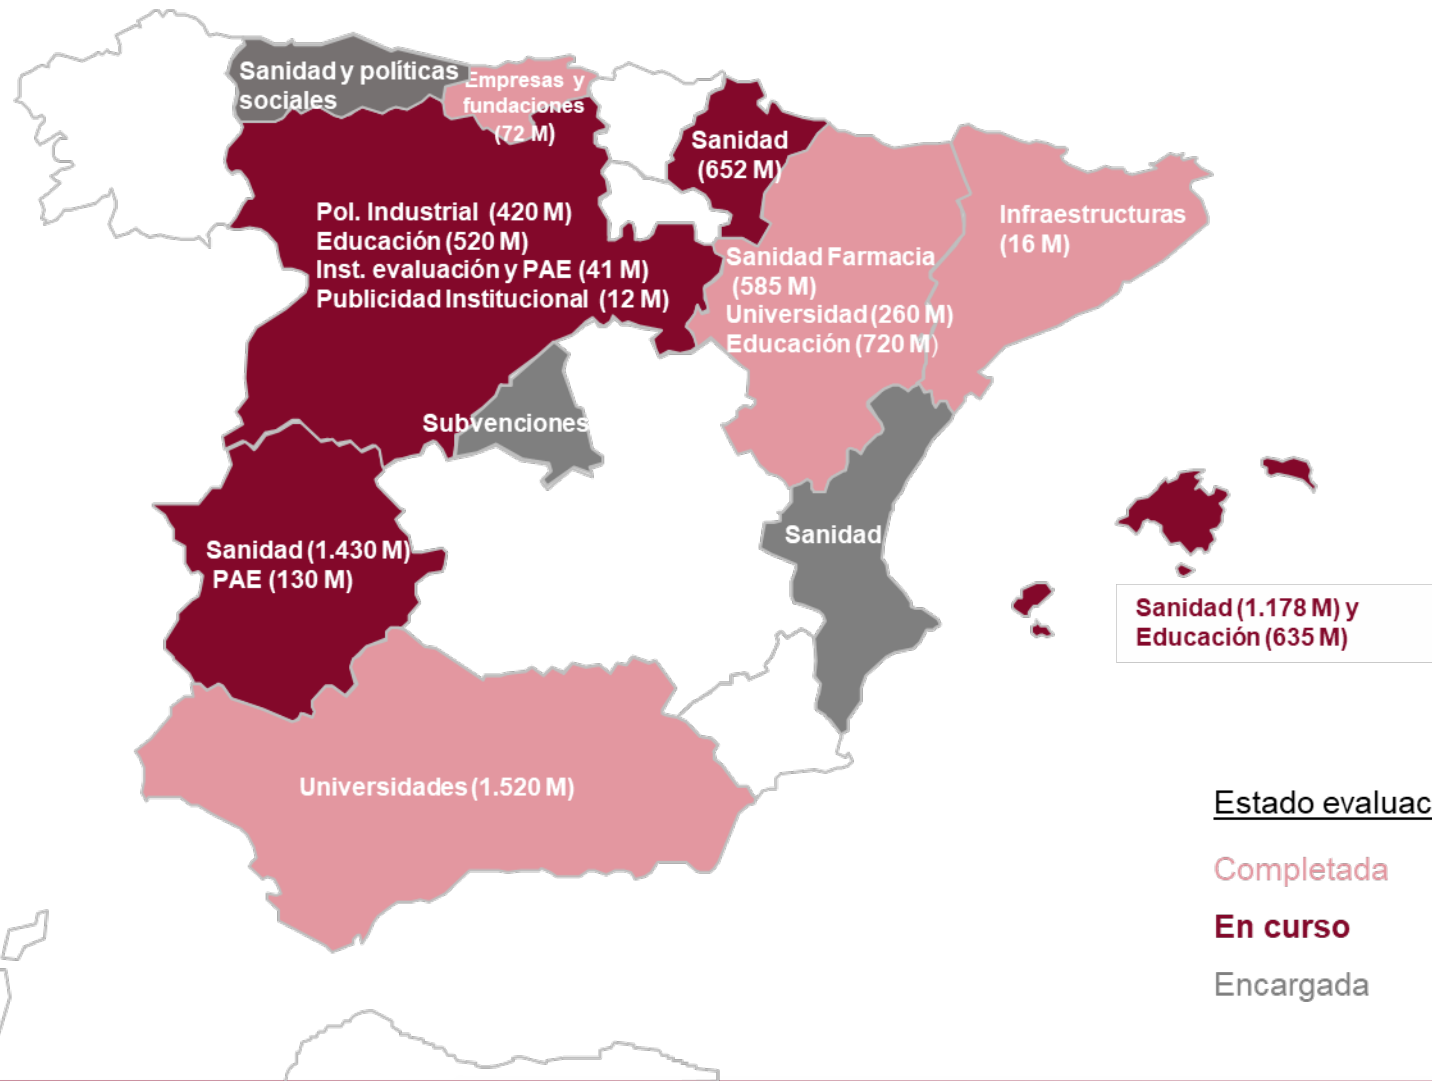 Sanidad y políticas
sociales
Empresas y
fundaciones
(72 M)
Sanidad
(652 M)
Pol. Industrial (420 M)
Educación (520 M)
Inst. evaluación y PAE (41 M)
Publicidad Institucional (12 M)
Infraestructuras
(16 M)
Sanidad Farmacia
(585 M)
Universidad (260 M)
Educación (720 M)
Subvenciones
Sanidad
Sanidad (1.430 M)
PAE (130 M)
Sanidad (1.178 M) y
Educación (635 M)
Universidades (1.520 M)
Estado evaluac
Completada
En curso
Encargada